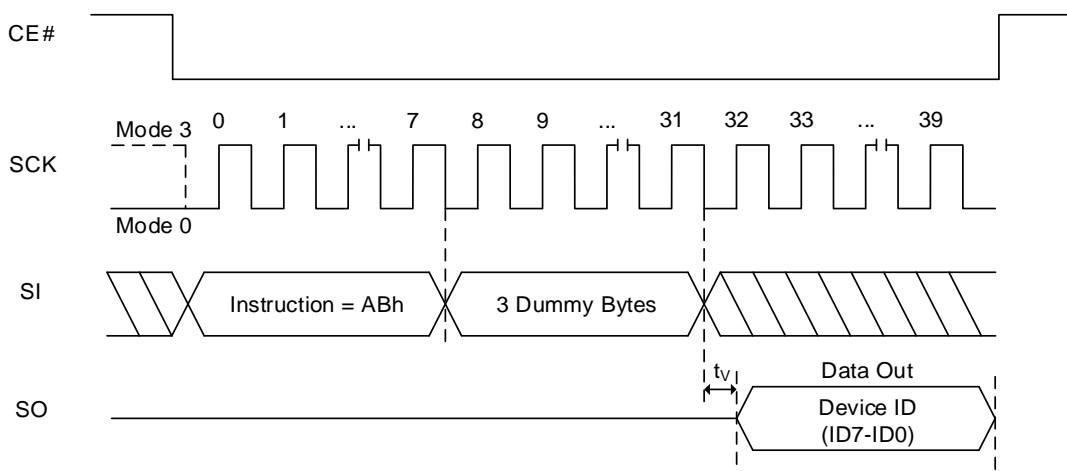 CE#
0 1 ... 7 8 9 ... 31 32 33 ... 39
Mode 3
SCK
Mode 0
SI
Instruction = ABh
3 Dummy Bytes
tV
Data Out
SO
Device ID
(ID7-ID0)